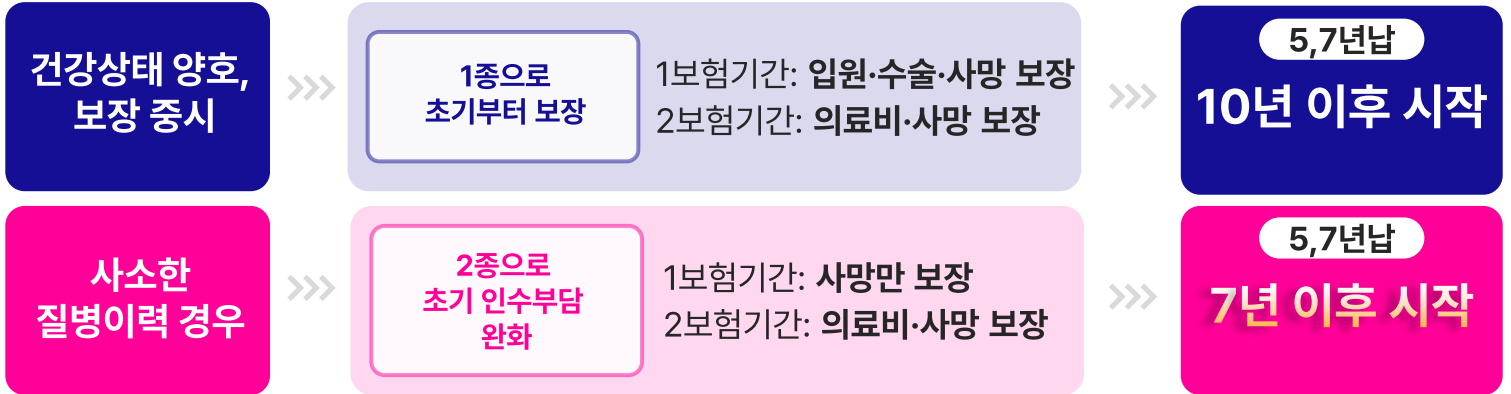 건강상태 양호,
보장 중시
1종으로
초기부터 보장
1보험기간: 입원·수술·사망 보장
2보험기간: 의료비·사망 보장
5,7년납
10년 이후 시작
사소한
질병이력 경우
2종으로
초기 인수부담
완화
1보험기간: 사망만 보장
2보험기간: 의료비·사망 보장
5,7년납
7년 이후 시작